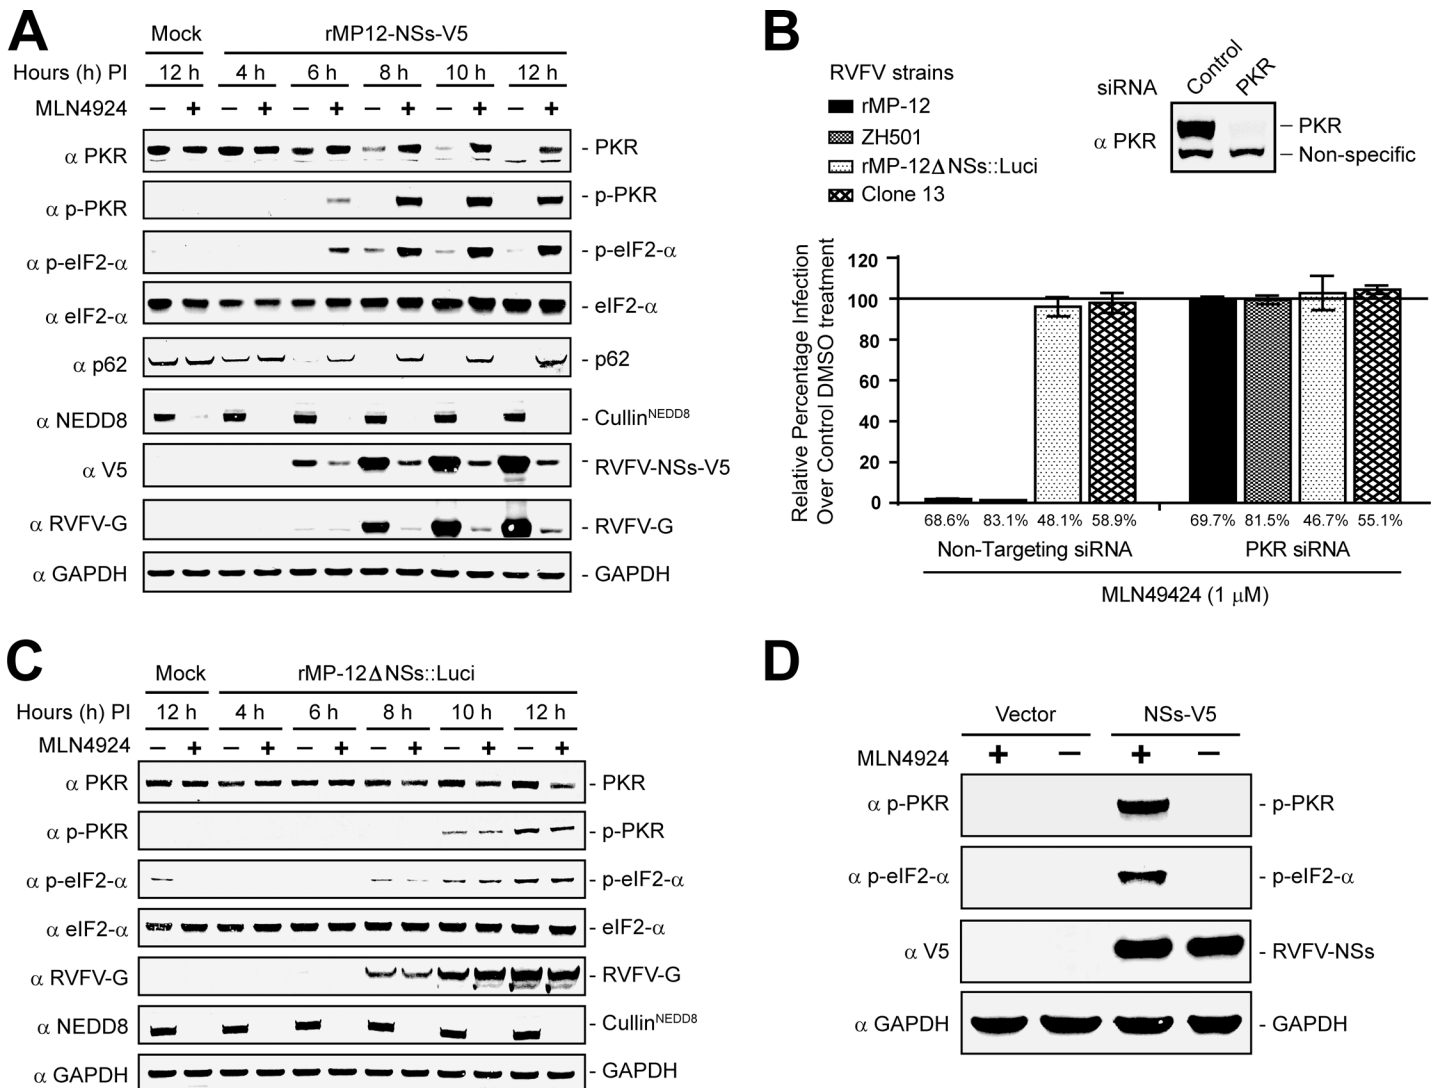 A
Mock rMP12-NSs-V5
Hours (h) PI 12 h 4 h 6 h 8 h 10 h 12 h
MLN4924 – + – + – + – + – + – +
α PKR - PKR
α p-PKR - p-PKR
α p-eIF2-α - p-eIF2-α
α eIF2-α - eIF2-α
α p62 - p62
α NEDD8 - CullinNEDD8
α V5 - RVFV-NSs-V5
α RVFV-G - RVFV-G
α GAPDH - GAPDH
B
RVFV strains
rMP-12
ZH501
rMP-12ΔNSs::Luci
Clone 13
siRNA Control PKR
α PKR – PKR
– Non-specific
Relative Percentage Infection
Over Control DMSO treatment
120
100
80
60
40
20
0
68.6% 83.1% 48.1% 58.9% 69.7% 81.5% 46.7% 55.1%
Non-Targeting siRNA PKR siRNA
MLN49424 (1 μM)
C
Mock rMP-12ΔNSs::Luci
Hours (h) PI 12 h 4 h 6 h 8 h 10 h 12 h
MLN4924 – + – + – + – + – + – +
α PKR - PKR
α p-PKR - p-PKR
α p-eIF2-α - p-eIF2-α
α eIF2-α - eIF2-α
α RVFV-G - RVFV-G
α NEDD8 - CullinNEDD8
α GAPDH - GAPDH
D
Vector NSs-V5
MLN4924 + – + –
α p-PKR - p-PKR
α p-eIF2-α - p-eIF2-α
α V5 - RVFV-NSs
α GAPDH - GAPDH